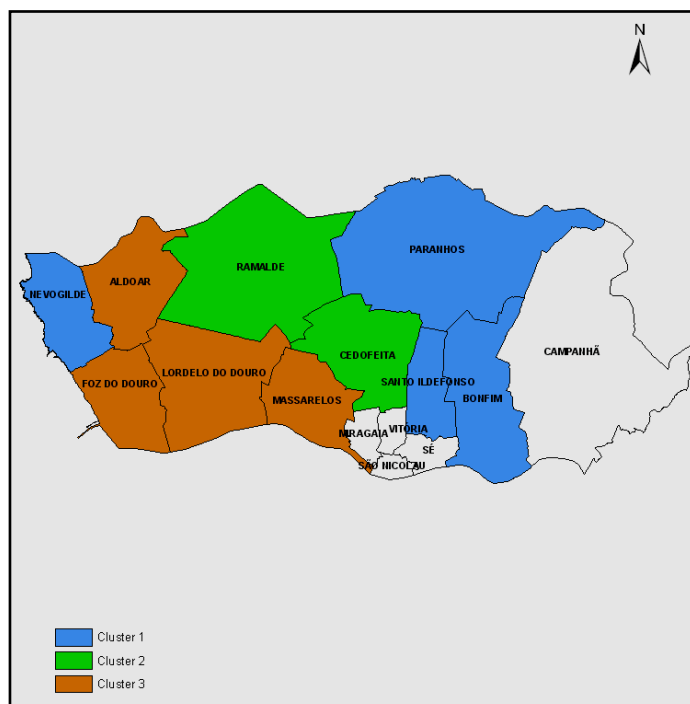 N
PARANHOS
RAMALDE
ALDOAR
NEVOGILDE
CAMPANHÃ
CEDOFEITA
LORDELO DO DOURO
FOZ DO DOURO
SANTO ILDEFONSO
MASSARELOS
BONFIM
VITÓRIA
MIRAGAIA
SÉ
SÃO NICOLAU
Cluster 1
Cluster 2
Cluster 3